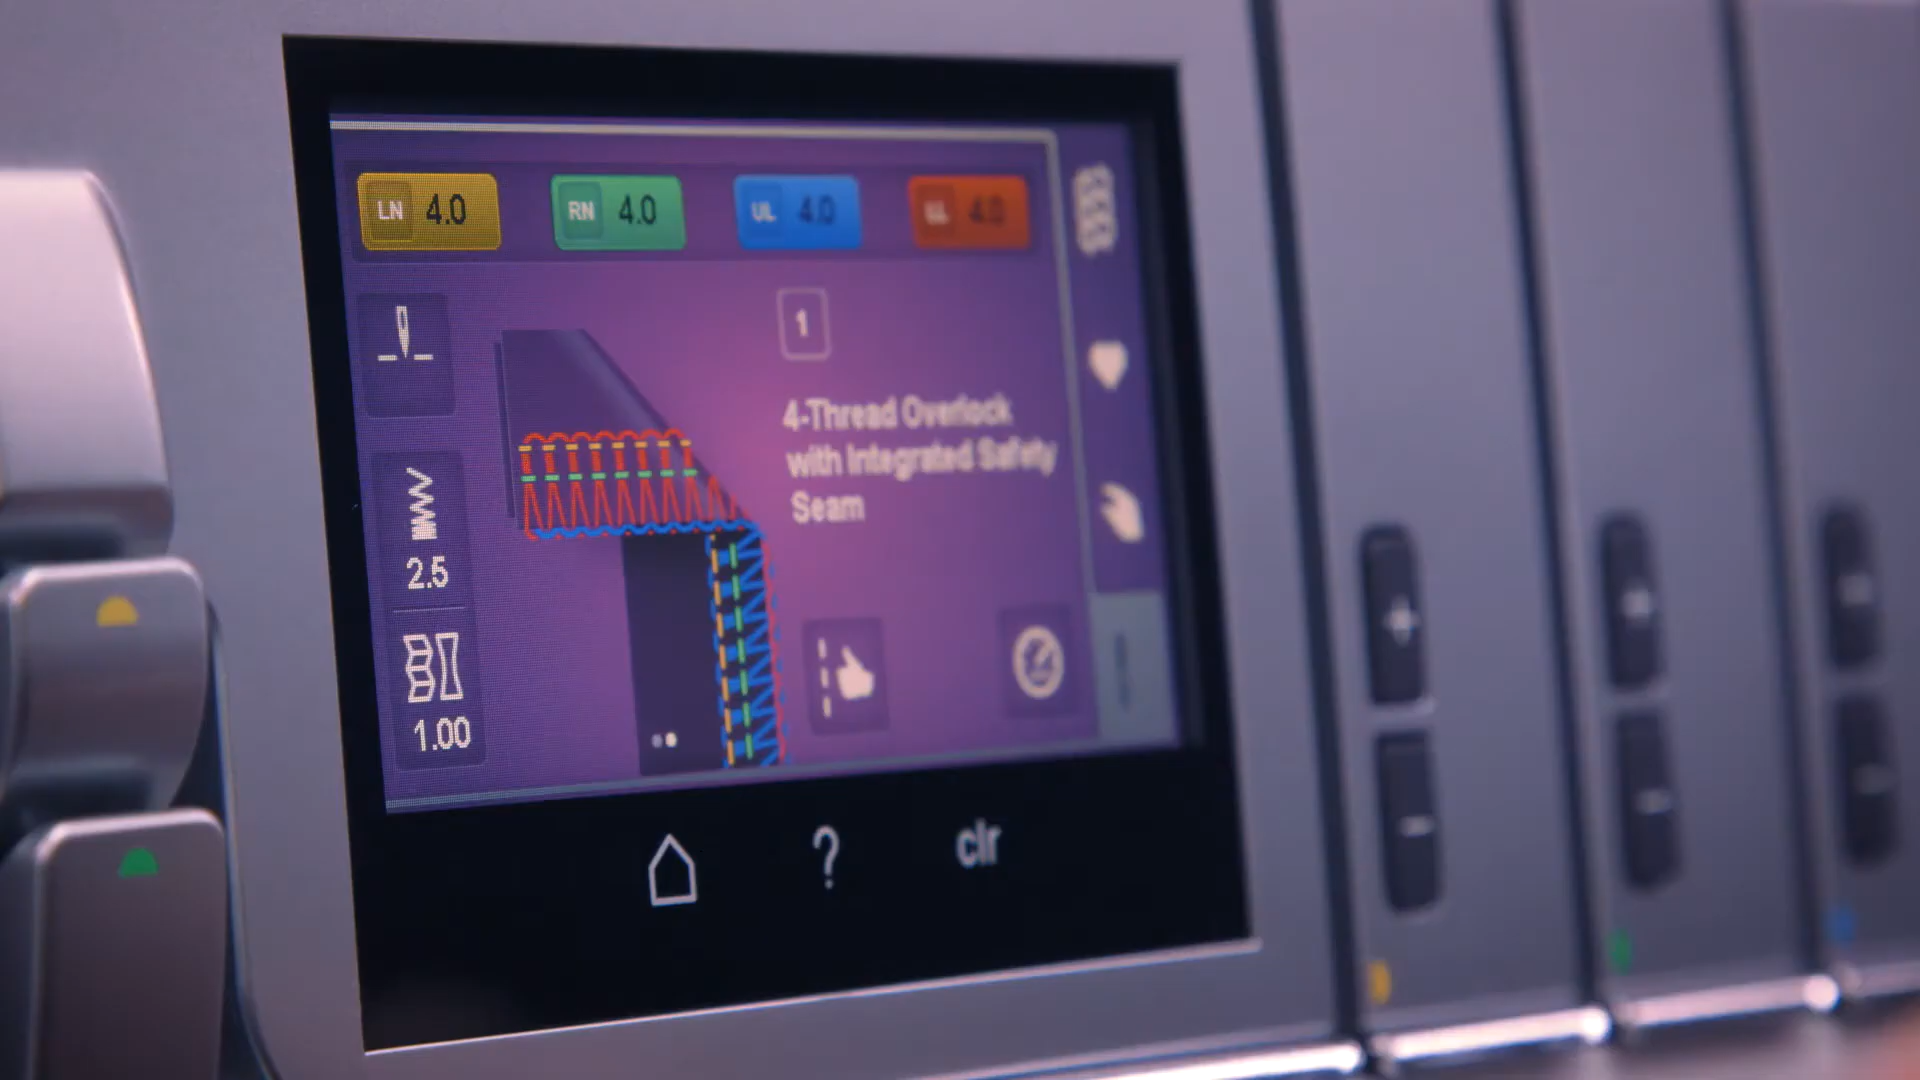 LN 4.0
RN 4.0
UL 4.0
LL 4.0
1
4-Thread Overlock
with Integrated Safety
Seam
2.5
1.00
?
clr